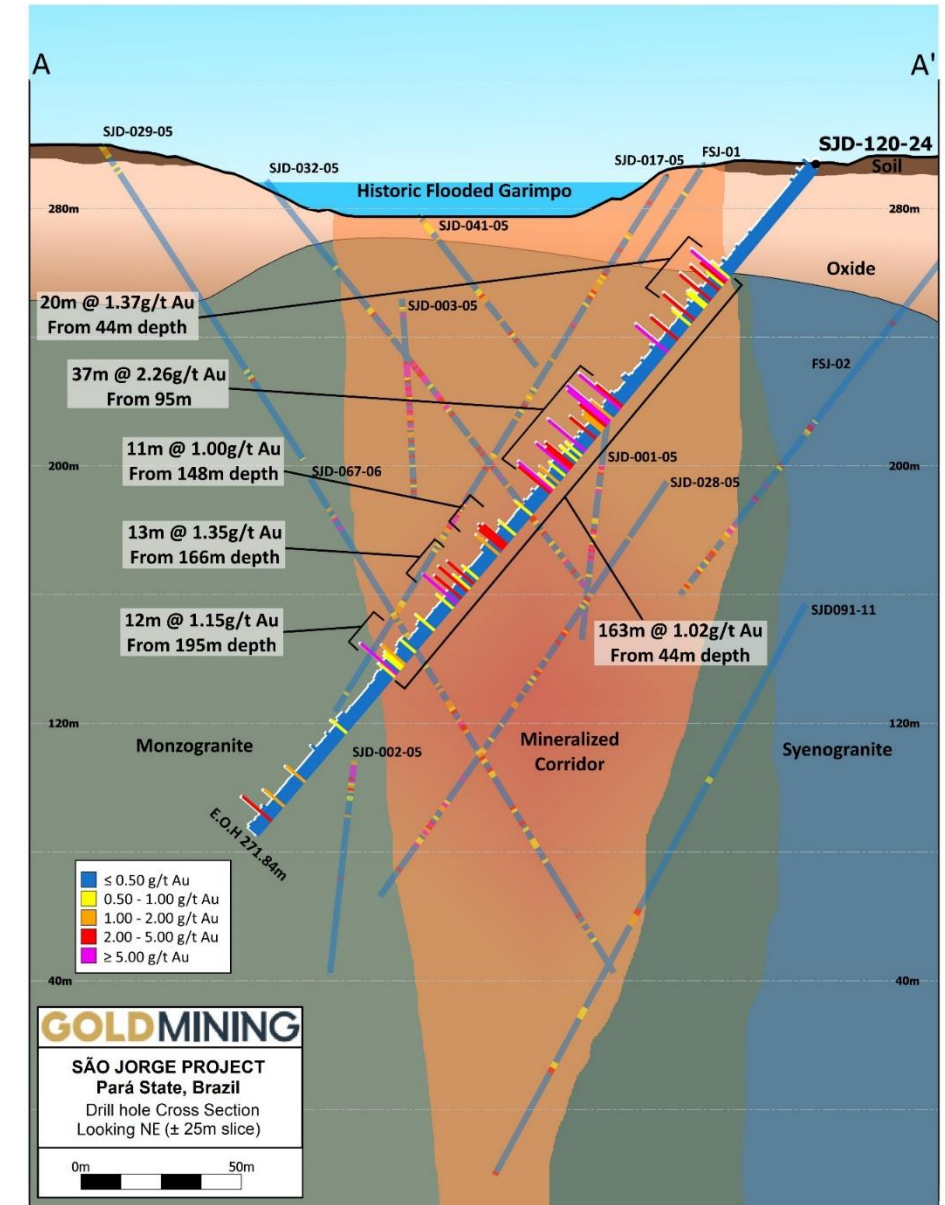 A
A'
SJD-029-05
SJD-032-05
SJD-017-05
FSJ-01
SJD-120-24
Soil
Historic Flooded Garimpo
280m
280m
SJD-041-05
Oxide
20m @ 1.37g/t Au
From 44m depth
SJD-003-05
FSJ-02
37m @ 2.26g/t Au
From 95m
11m @ 1.00g/t Au
From 148m depth
SJD-067-06
200m
200m
SJD-001-05
SJD-028-05
13m @ 1.35g/t Au
From 166m depth
12m @ 1.15g/t Au
From 195m depth
163m @ 1.02g/t Au
From 44m depth
SJD091-11
120m
120m
Monzogranite
SJD-002-05
Mineralized
Corridor
Syenogranite
E.O.H 271.84m
≤ 0.50 g/t Au
0.50 - 1.00 g/t Au
1.00 - 2.00 g/t Au
2.00 - 5.00 g/t Au
≥ 5.00 g/t Au
40m
40m
GOLDMINING
SÃO JORGE PROJECT
Pará State, Brazil
Drill hole Cross Section
Looking NE (± 25m slice)
0m 50m